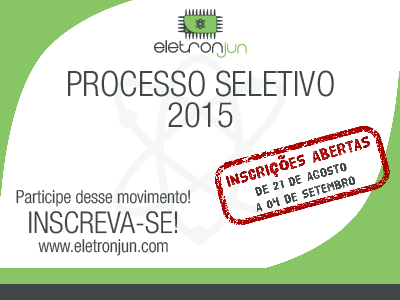 eletronjun
PROCESSO SELETIVO
2015
INSCRIÇÕES ABERTAS
DE 21 DE AGOSTO
A 04 DE SETEMBRO
Participe desse movimento!
INSCREVA-SE!
www.eletronjun.com